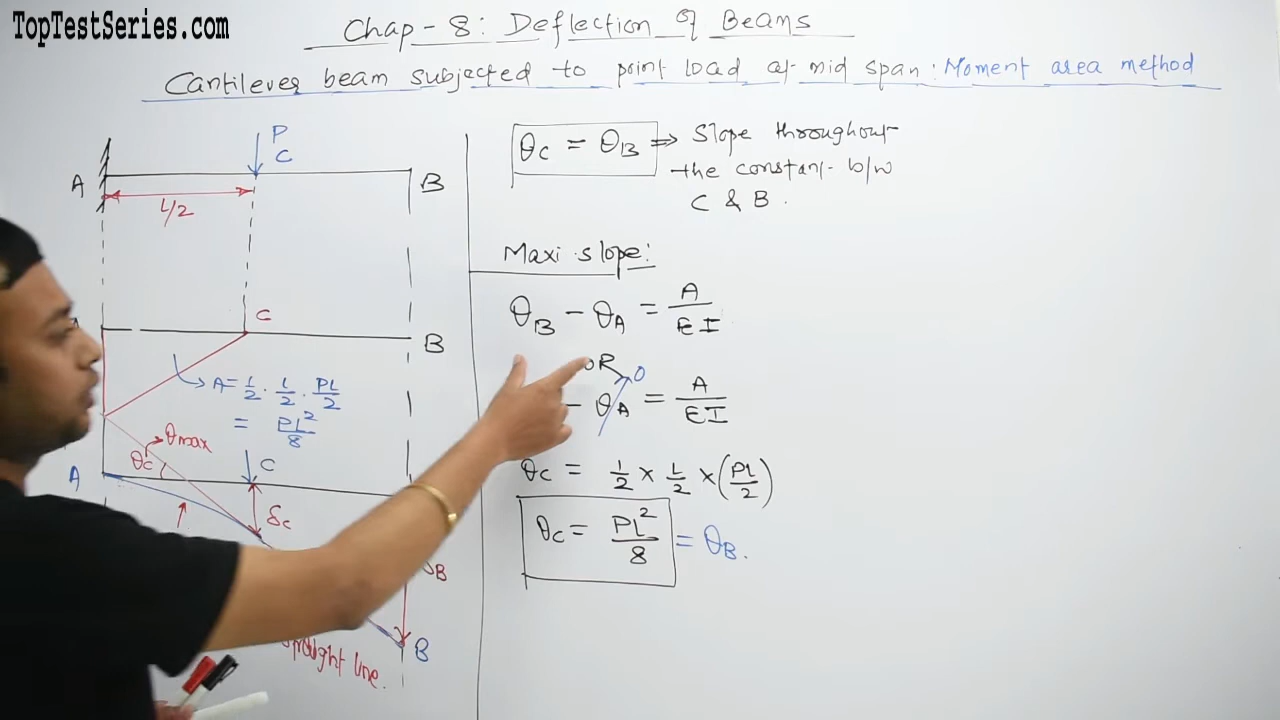 TopTestSeries.com
Chap - 8 : Deflection of Beams
Cantilever beam subjected to point load at mid span : Moment area method
P
C
A
B
L/2
C
B
A = 1/2 · L/2 · PL/2
= PL²/8
θmax
θc
A
C
δc
B
B
straight line.
θC = θB ⇒ Slope throughout
the constant b/w
C & B .
Maxi slope :
θB - θA = A/EI
OR
0
- θA = A/EI
θC = 1/2 × L/2 × (PL/2)
θC = PL²/8 = θB.